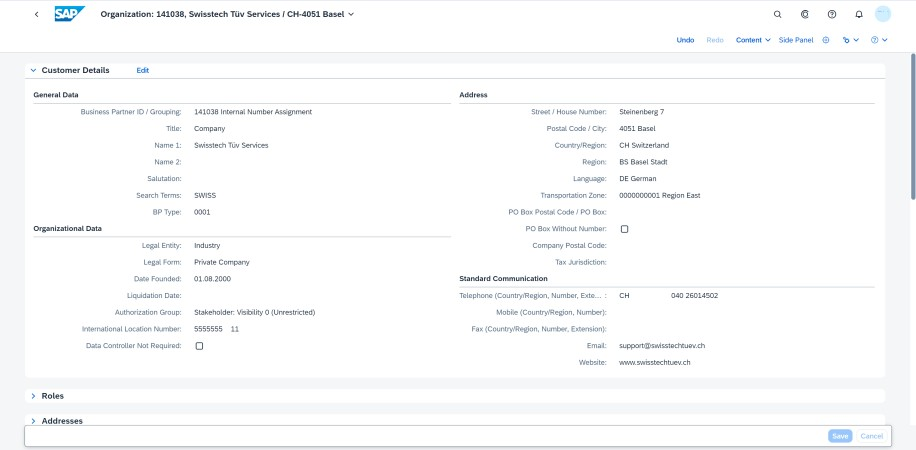 SAP Organization: 141038, Swisstech Tüv Services / CH-4051 Basel
Undo Redo Content Side Panel
Customer Details Edit
General Data
Business Partner ID / Grouping: 141038 Internal Number Assignment
Title: Company
Name 1: Swisstech Tüv Services
Name 2:
Salutation:
Search Terms: SWISS
BP Type: 0001
Organizational Data
Legal Entity: Industry
Legal Form: Private Company
Date Founded: 01.08.2000
Liquidation Date:
Authorization Group: Stakeholder: Visibility 0 (Unrestricted)
International Location Number: 5555555 11
Data Controller Not Required:
Address
Street / House Number: Steinenberg 7
Postal Code / City: 4051 Basel
Country/Region: CH Switzerland
Region: BS Basel Stadt
Language: DE German
Transportation Zone: 0000000001 Region East
PO Box Postal Code / PO Box:
PO Box Without Number:
Company Postal Code:
Tax Jurisdiction:
Standard Communication
Telephone (Country/Region, Number, Exte... : CH 040 26014502
Mobile (Country/Region, Number):
Fax (Country/Region, Number, Extension):
Email: support@swisstechtuev.ch
Website: www.swisstechtuev.ch
Roles
Addresses
Save Cancel